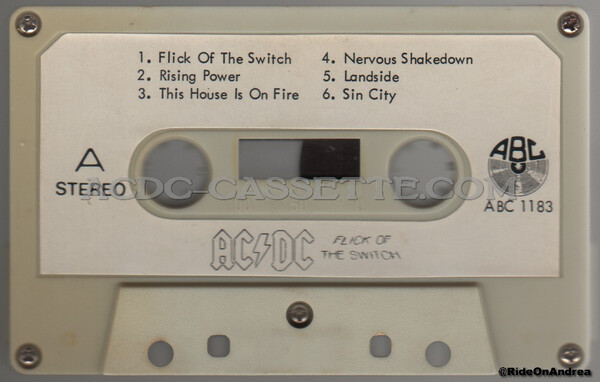 1. Flick Of The Switch
2. Rising Power
3. This House Is On Fire
4. Nervous Shakedown
5. Landside
6. Sin City
A
STEREO
ACDC-CASSETTE.COM
ABC
ABC 1183
AC/DC
FLICK OF
THE SWITCH
@RideOnAndrea